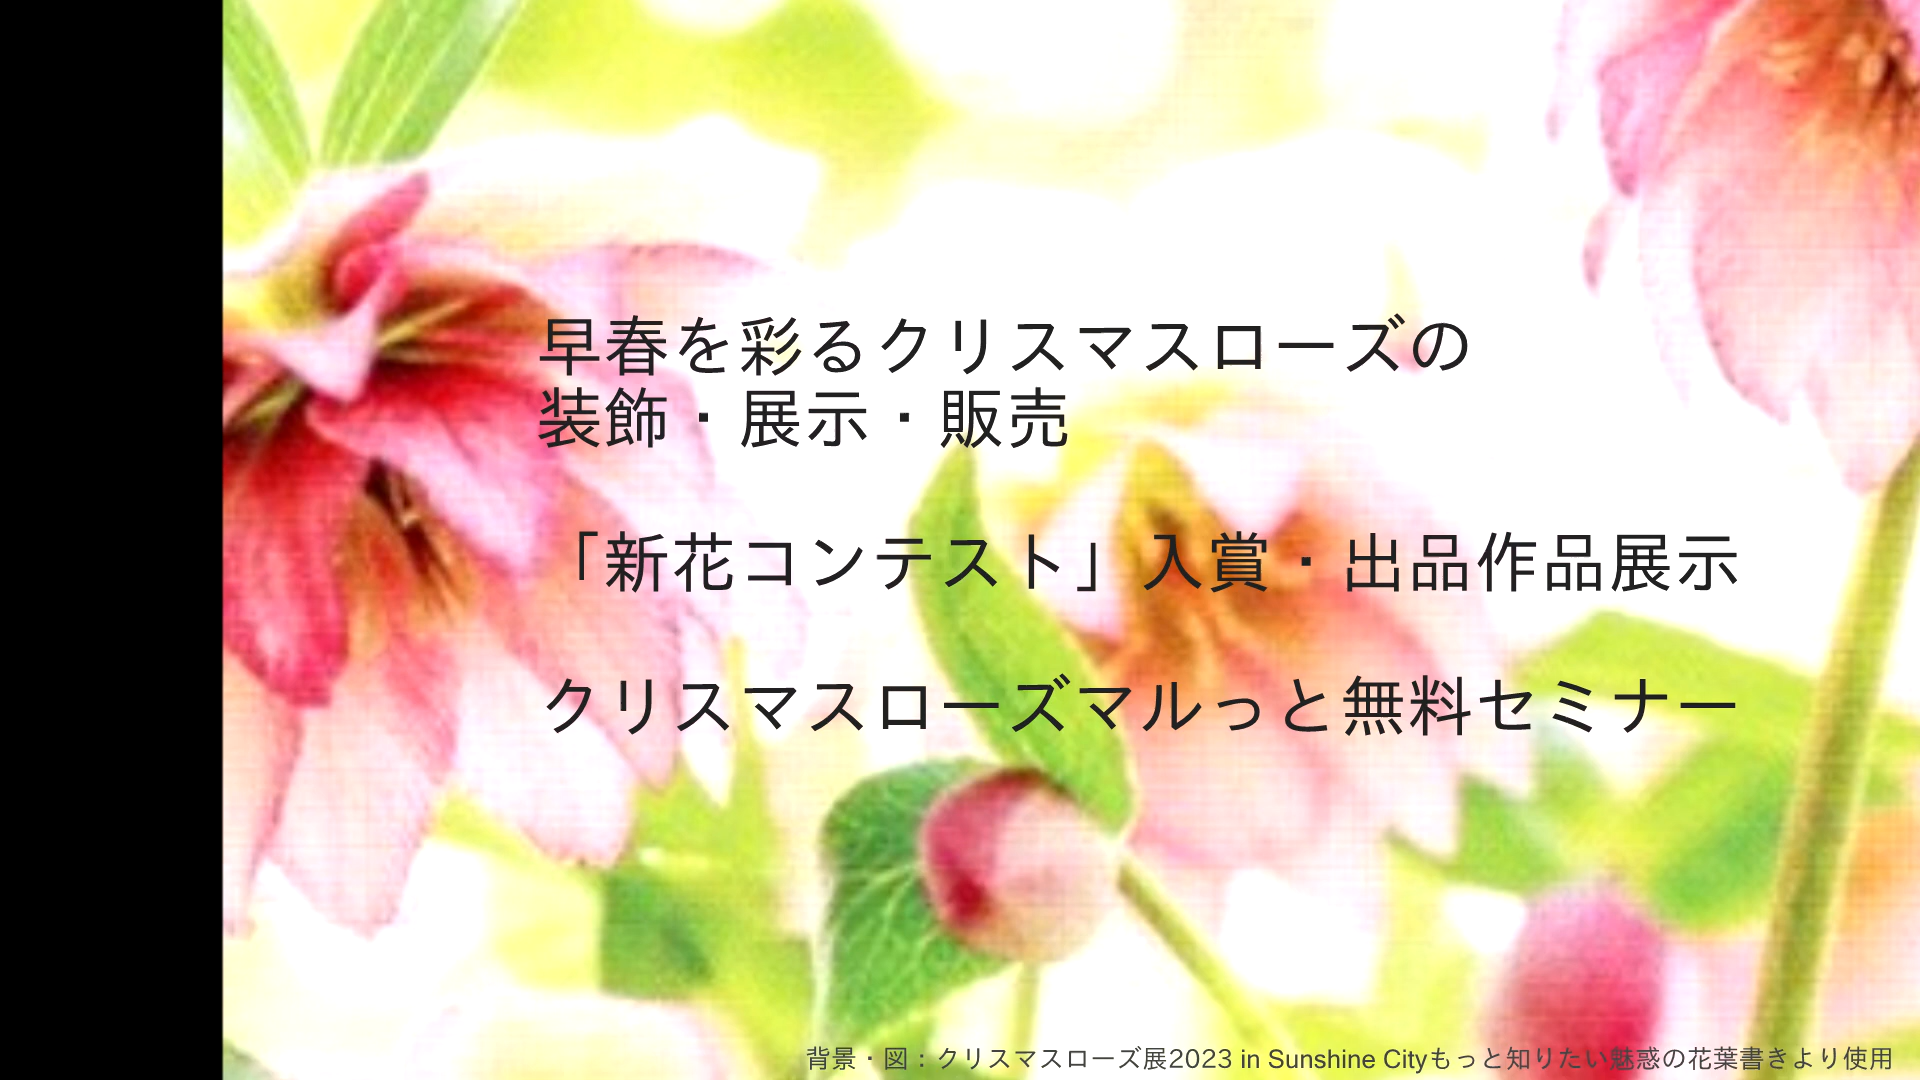 早春を彩るクリスマスローズの
装飾・展示・販売
「新花コンテスト」入賞・出品作品展示
クリスマスローズマルっと無料セミナー
背景・図：クリスマスローズ展2023 in Sunshine Cityもっと知りたい魅惑の花葉書きより使用